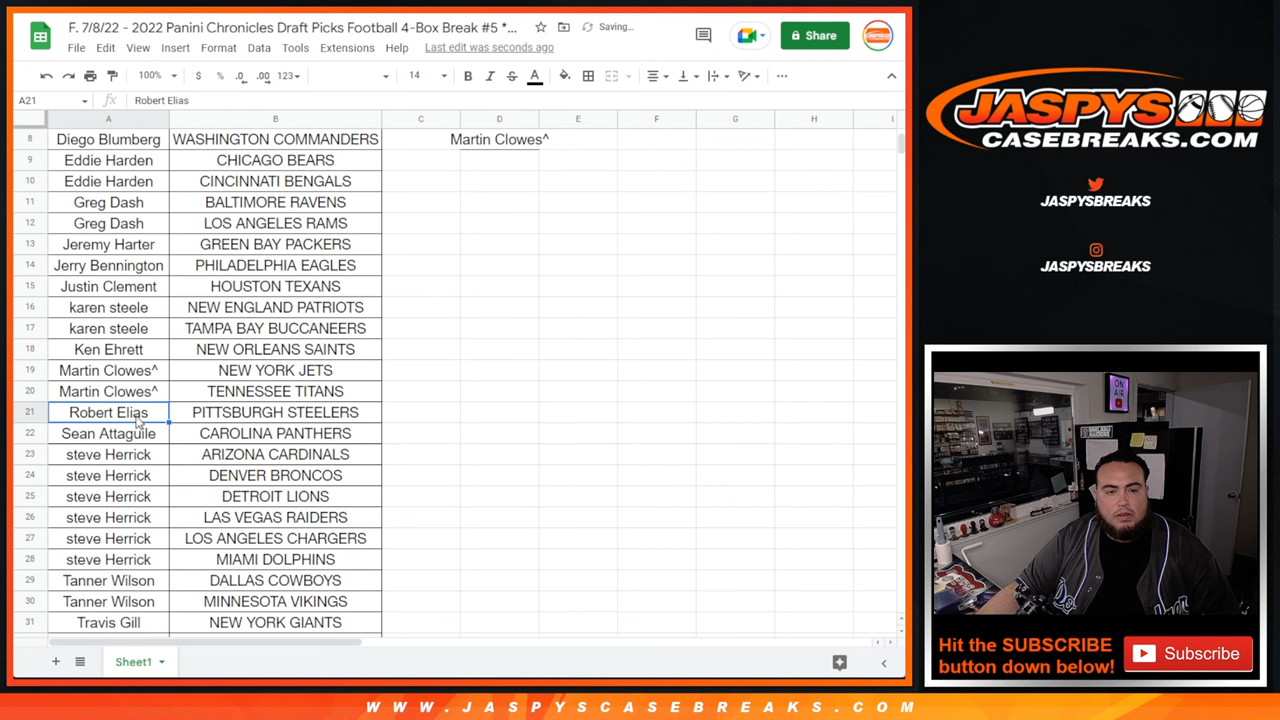 F. 7/8/22 - 2022 Panini Chronicles Draft Picks Football 4-Box Break #5 *... Saving...
File Edit View Insert Format Data Tools Extensions Help Last edit was seconds ago
Share
100% $ % .0 .00 123 14 B I S A
A21 fx Robert Elias
A B C D E F G H I
8 Diego Blumberg WASHINGTON COMMANDERS Martin Clowes^
9 Eddie Harden CHICAGO BEARS
10 Eddie Harden CINCINNATI BENGALS
11 Greg Dash BALTIMORE RAVENS
12 Greg Dash LOS ANGELES RAMS
13 Jeremy Harter GREEN BAY PACKERS
14 Jerry Bennington PHILADELPHIA EAGLES
15 Justin Clement HOUSTON TEXANS
16 karen steele NEW ENGLAND PATRIOTS
17 karen steele TAMPA BAY BUCCANEERS
18 Ken Ehrett NEW ORLEANS SAINTS
19 Martin Clowes^ NEW YORK JETS
20 Martin Clowes^ TENNESSEE TITANS
21 Robert Elias PITTSBURGH STEELERS
22 Sean Attaguile CAROLINA PANTHERS
23 steve Herrick ARIZONA CARDINALS
24 steve Herrick DENVER BRONCOS
25 steve Herrick DETROIT LIONS
26 steve Herrick LAS VEGAS RAIDERS
27 steve Herrick LOS ANGELES CHARGERS
28 steve Herrick MIAMI DOLPHINS
29 Tanner Wilson DALLAS COWBOYS
30 Tanner Wilson MINNESOTA VIKINGS
31 Travis Gill NEW YORK GIANTS
Sheet1
JASPYS
CASEBREAKS.COM
JASPYSBREAKS
JASPYSBREAKS
ON AIR
Hit the SUBSCRIBE
button down below!
Subscribe
WWW.JASPYSCASEBREAKS.COM